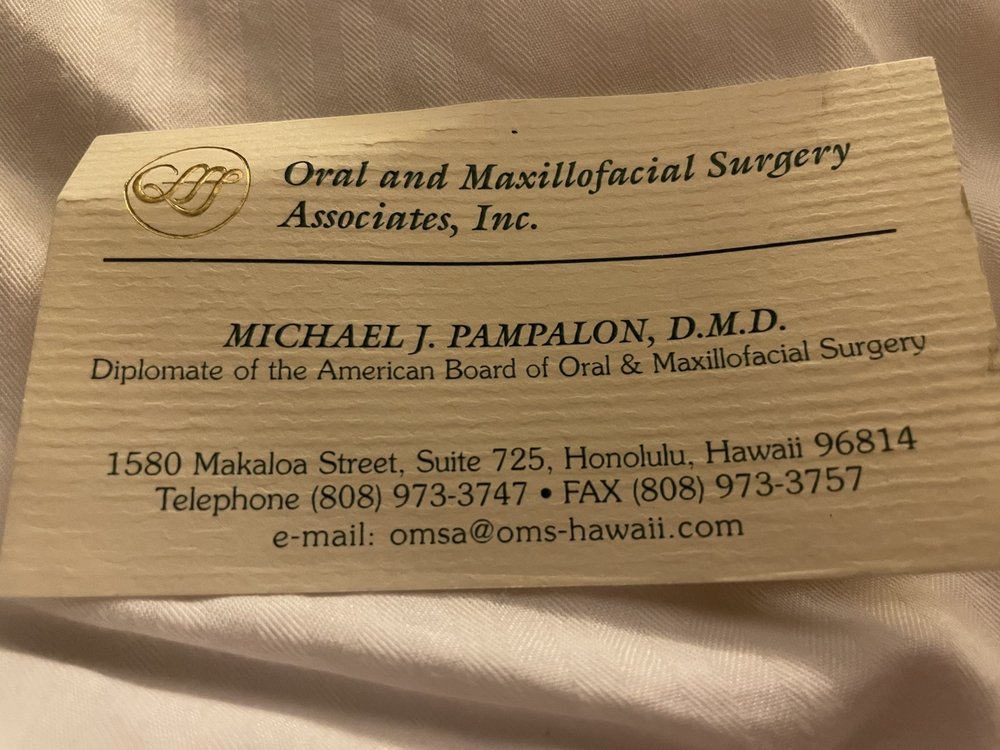 Oral and Maxillofacial Surgery
Associates, Inc.
MICHAEL J. PAMPALON, D.M.D.
Diplomate of the American Board of Oral & Maxillofacial Surgery
1580 Makaloa Street, Suite 725, Honolulu, Hawaii 96814
Telephone (808) 973-3747 • FAX (808) 973-3757
e-mail: omsa@oms-hawaii.com